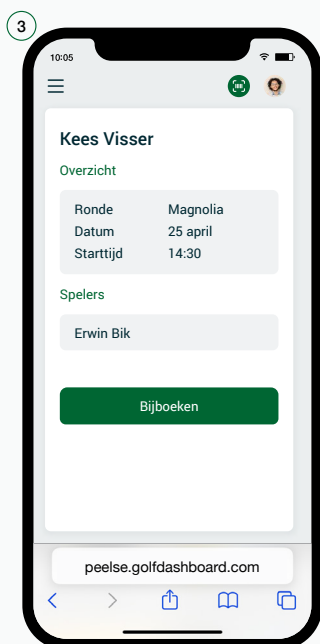 3
10:05
Kees Visser
Overzicht
Ronde Magnolia
Datum 25 april
Starttijd 14:30
Spelers
Erwin Bik
Bijboeken
peelse.golfdashboard.com